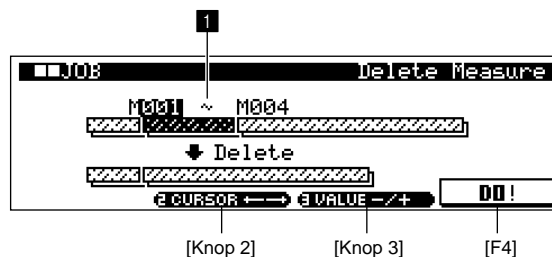 1
JOB Delete Measure
M001 ~ M004
Delete
2 CURSOR 3 VALUE -/+ DO!
[Knop 2] [Knop 3] [F4]